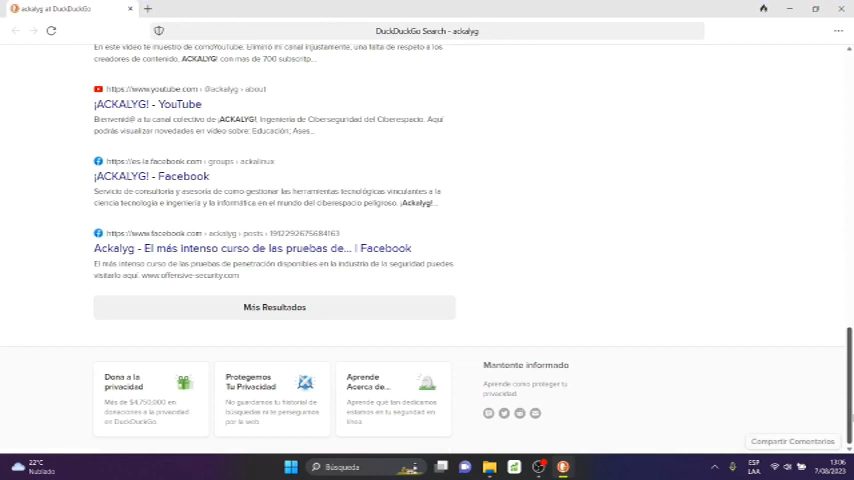 ackalyg at DuckDuckGo
DuckDuckGo Search - ackalyg
En este video te muestro de comoYouTube. Eliminó mi canal injustamente, una falta de respeto a los
creadores de contenido, ACKALYG! con mas de 700 subscritp...
https://www.youtube.com › @ackalyg › about
¡ACKALYG! - YouTube
Bienvenid@ a tu canal colectivo de ¡ACKALYG!, Ingeniería de Ciberseguridad del Ciberespacio. Aquí
podrás visualizar novedades en vídeo sobre: Educación; Ases...
https://es-la.facebook.com › groups › ackalinux
¡ACKALYG! - Facebook
Servicio de consultoría y asesoría de como gestionar las herramientas tecnológicas vinculantes a la
ciencia tecnología e ingeniería y la informática en el mundo del ciberespacio peligroso. ¡Ackalyg!...
https://www.facebook.com › ackalyg › posts › 1912292675684163
Ackalyg - El más Intenso curso de las pruebas de... | Facebook
El más intenso curso de las pruebas de penetración disponibles en la industria de la seguridad puedes
visitarlo aquí. www.offensive-security.com
Más Resultados
Dona a la
privacidad
Más de $4,750,000 en
donaciones a la privacidad
en DuckDuckGo
Protegemos
Tu Privacidad
No guardamos tu historial de
búsquedas ni te perseguimos
por la web.
Aprende
Acerca de...
Aprende qué tan dedicados
estamos en tu seguridad en
línea
Mantente informado
Aprende como proteger tu
privacidad.
Compartir Comentarios
22°C
Nublado
Búsqueda
ESP
LAA
13:06
7/08/2023